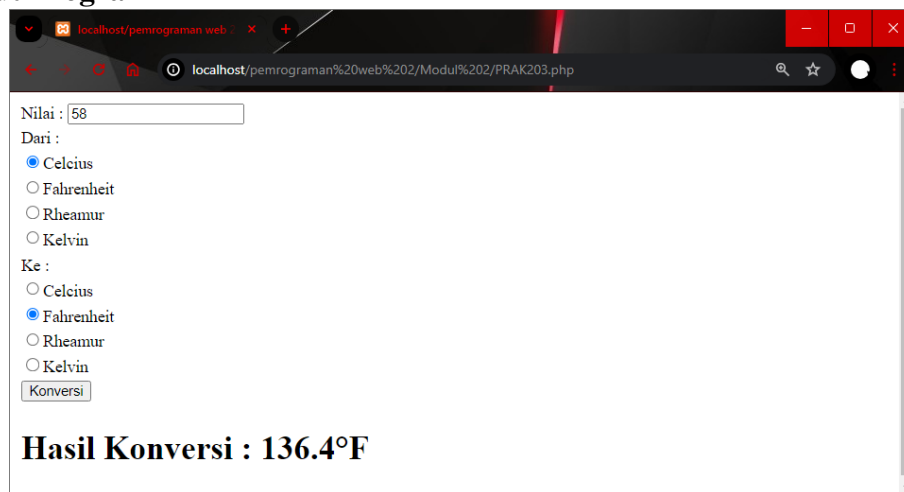 localhost/pemrograman web 2
localhost/pemrograman%20web%202/Modul%202/PRAK203.php
Nilai : 58
Dari :
Celcius
Fahrenheit
Rheamur
Kelvin
Ke :
Celcius
Fahrenheit
Rheamur
Kelvin
Konversi
Hasil Konversi : 136.4°F